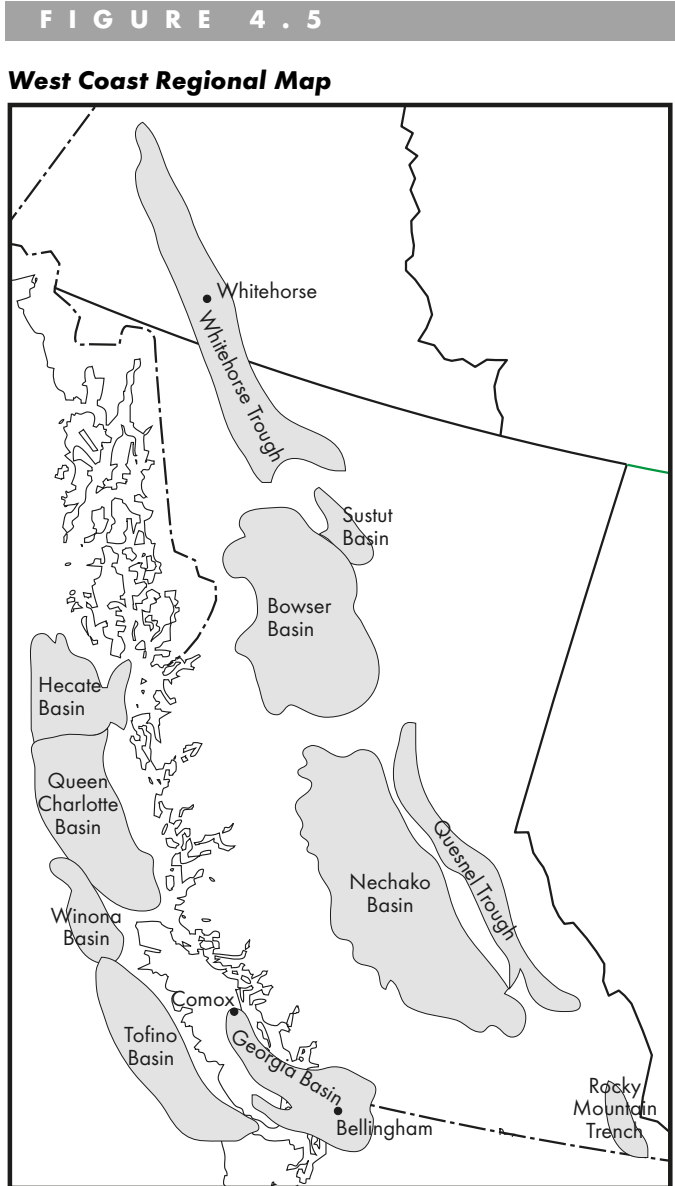 FIGURE 4.5
West Coast Regional Map
Whitehorse
Whitehorse Trough
Sustut
Basin
Bowser
Basin
Hecate
Basin
Queen
Charlotte
Basin
Quesnel Trough
Nechako
Basin
Winona
Basin
Comox
Tofino
Basin
Georgia Basin
Rocky
Mountain
Trench
Bellingham